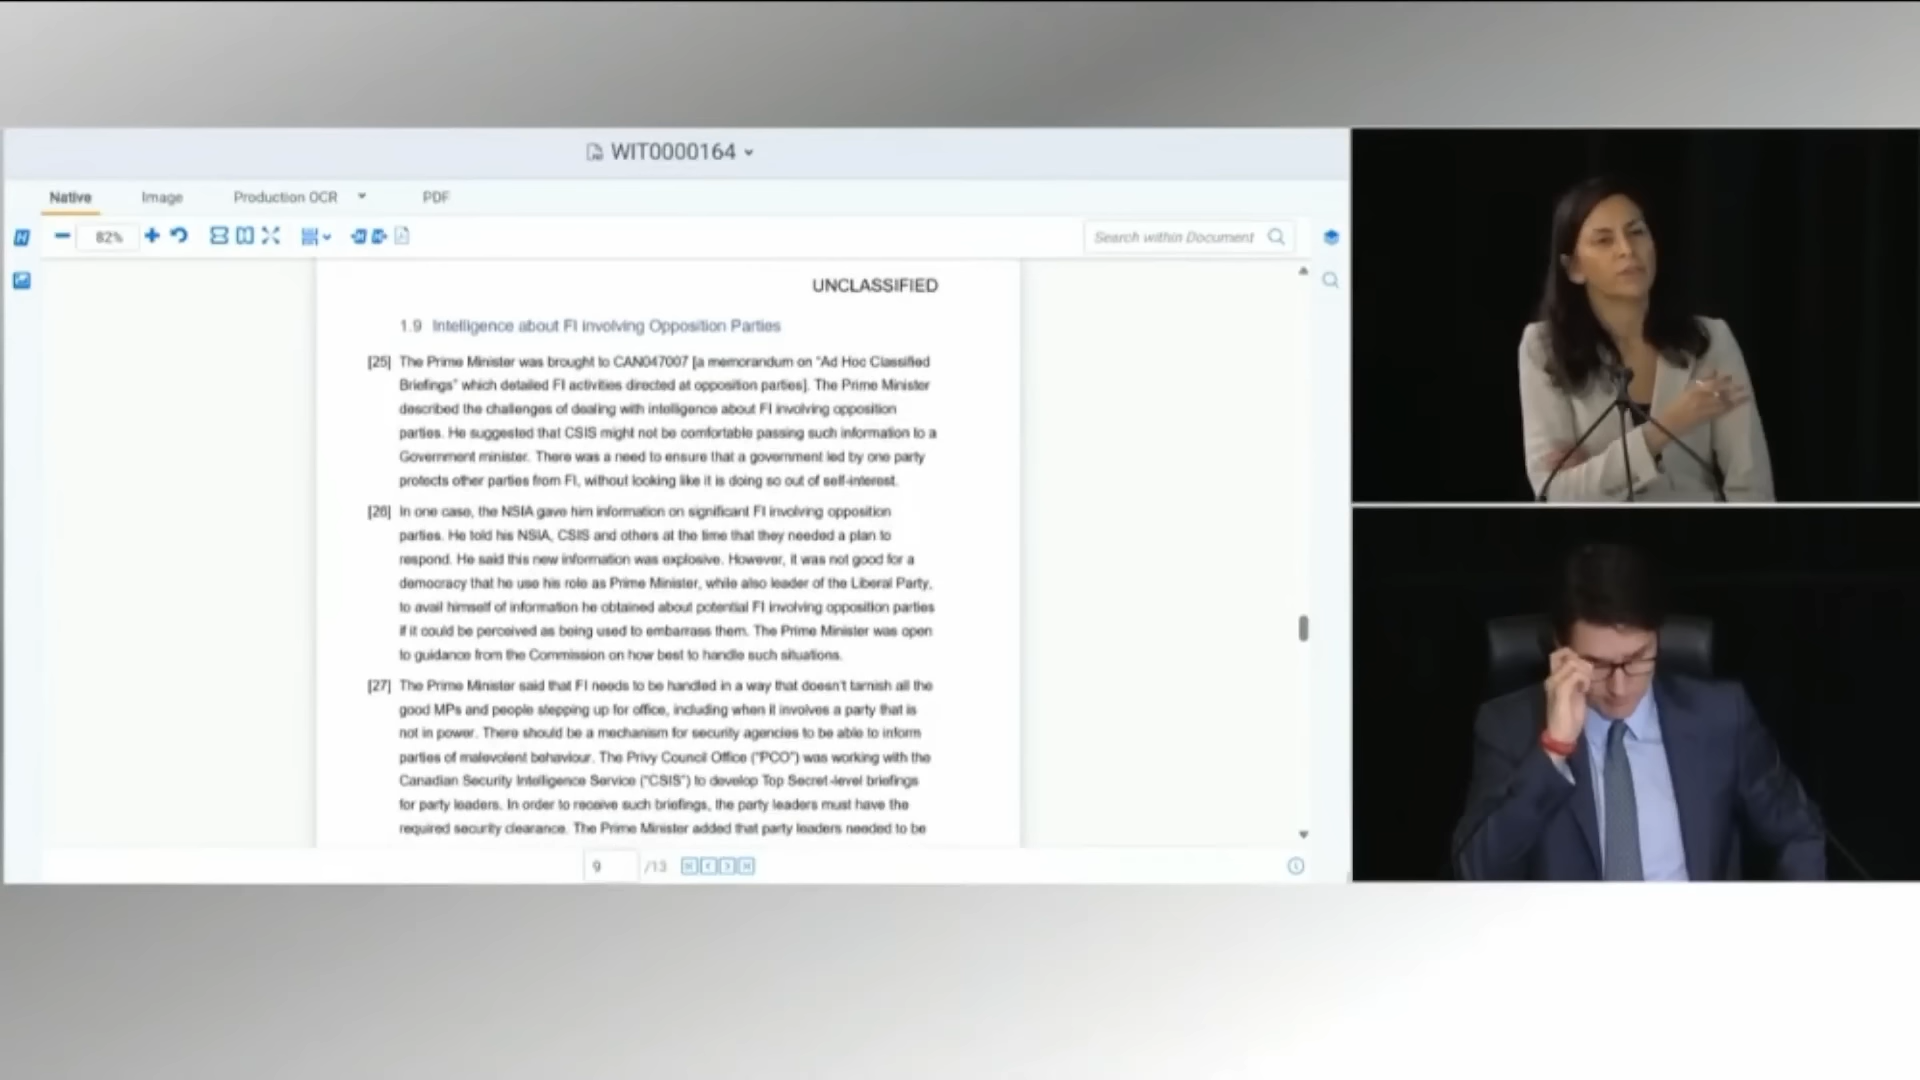 WIT0000164
Native Image Production OCR PDF
82% Search within Document
UNCLASSIFIED
1.9 Intelligence about FI involving Opposition Parties
[25] The Prime Minister was brought to CAN047007 [a memorandum on "Ad Hoc Classified
Briefings" which detailed FI activities directed at opposition parties]. The Prime Minister
described the challenges of dealing with intelligence about FI involving opposition
parties. He suggested that CSIS might not be comfortable passing such information to a
Government minister. There was a need to ensure that a government led by one party
protects other parties from FI, without looking like it is doing so out of self-interest.
[26] In one case, the NSIA gave him information on significant FI involving opposition
parties. He told his NSIA, CSIS and others at the time that they needed a plan to
respond. He said this new information was explosive. However, it was not good for a
democracy that he use his role as Prime Minister, while also leader of the Liberal Party,
to avail himself of information he obtained about potential FI involving opposition parties
if it could be perceived as being used to embarrass them. The Prime Minister was open
to guidance from the Commission on how best to handle such situations.
[27] The Prime Minister said that FI needs to be handled in a way that doesn't tarnish all the
good MPs and people stepping up for office, including when it involves a party that is
not in power. There should be a mechanism for security agencies to be able to inform
parties of malevolent behaviour. The Privy Council Office ("PCO") was working with the
Canadian Security Intelligence Service ("CSIS") to develop Top Secret-level briefings
for party leaders. In order to receive such briefings, the party leaders must have the
required security clearance. The Prime Minister added that party leaders needed to be
9 /13